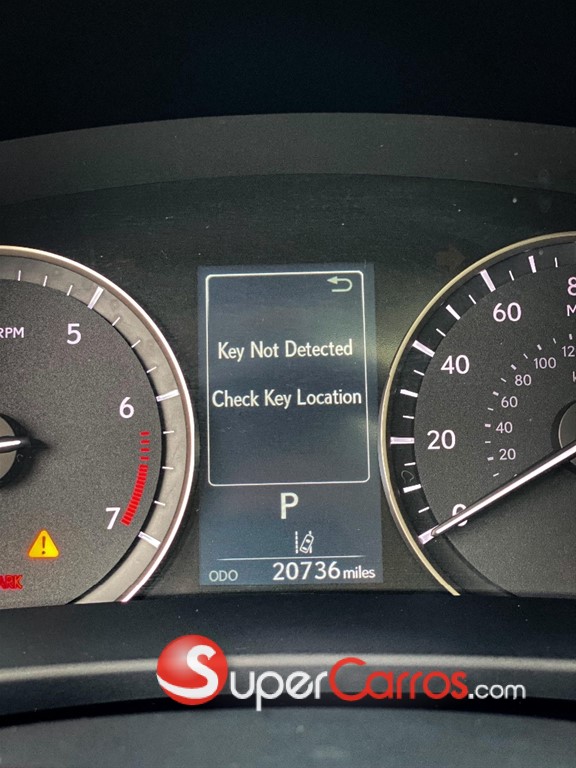 RPM
5
6
7
Key Not Detected
Check Key Location
P
ODO 20736 miles
60
40
20
0
100
80
60
40
20
SuperCarros.com